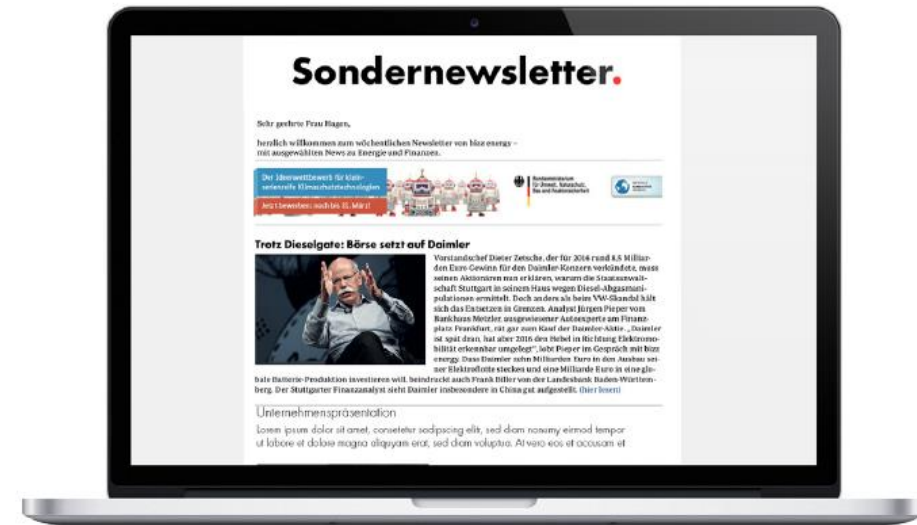 Sondernewsletter.
Sehr geehrte Frau Hagen,
herzlich willkommen zum wöchentlichen Newsletter von bizz energy –
mit ausgewählten News zu Energie und Finanzen.
Der Ideenwettbewerb für klein-
serienreife Klimaschutztechnologien
Jetzt bewerben: noch bis 31. März!
Bundesministerium
für Umwelt, Naturschutz,
Bau und Reaktorsicherheit
Trotz Dieselgate: Börse setzt auf Daimler
Vorstandschef Dieter Zetsche, der für 2016 rund 8,5 Milliar-
den Euro Gewinn für den Daimler-Konzern verkündete, muss
seinen Aktionären nun erklären, warum die Staatsanwalt-
schaft Stuttgart in seinem Haus wegen Diesel-Abgasmani-
pulationen ermittelt. Doch anders als beim VW-Skandal hält
sich das Entsetzen in Grenzen. Analyst Jürgen Pieper vom
Bankhaus Metzler, ausgewiesener Autoexperte am Finanz-
platz Frankfurt, rät gar zum Kauf der Daimler-Aktie. „Daimler
ist spät dran, hat aber 2016 den Hebel in Richtung Elektromo-
bilität erkennbar umgelegt", lobt Pieper im Gespräch mit bizz
energy. Dass Daimler zehn Milliarden Euro in den Ausbau sei-
ner Elektroflotte stecken und eine Milliarde Euro in eine glo-
bale Batterie-Produktion investieren will, beindruckt auch Frank Biller von der Landesbank Baden-Württem-
berg. Der Stuttgarter Finanzanalyst sieht Daimler insbesondere in China gut aufgestellt. (hier lesen)
Unternehmenspräsentation
Lorem ipsum dolor sit amet, consetetur sadipscing elitr, sed diam nonumy eirmod tempor
ut labore et dolore magna aliquyam erat, sed diam voluptua. At vero eos et accusam et